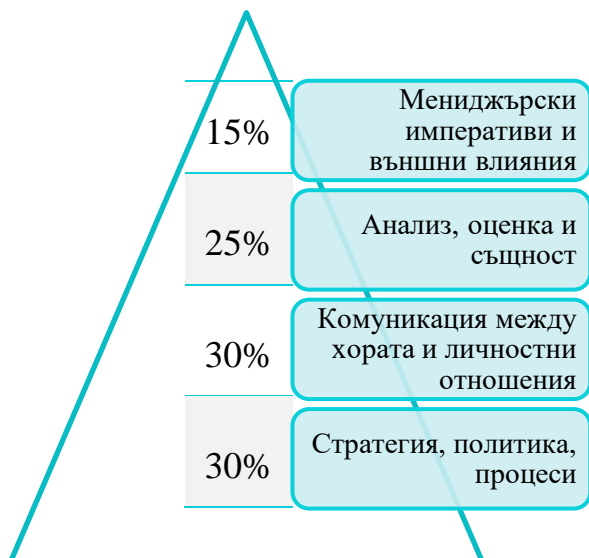 15%
Мениджърски
императиви и
външни влияния
25%
Анализ, оценка и
същност
30%
Комуникация между
хората и личностни
отношения
30%
Стратегия, политика,
процеси